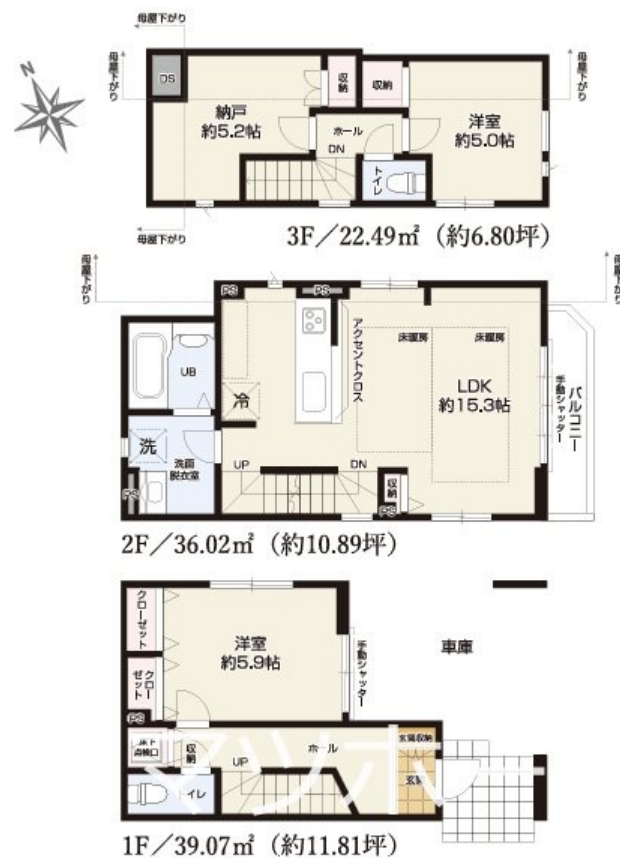 母屋下がり
母屋下がり
母屋下がり
N
DS
納戸
約5.2帖
収納
収納
ホール
DN
洋室
約5.0帖
トイレ
母屋下がり
3F／22.49㎡（約6.80坪）
母屋下がり
母屋下がり
PS
PS
UB
冷
アクセントクロス
床暖房
床暖房
LDK
約15.3帖
手動シャッター
バルコニー
洗
洗面
脱衣室
PS
UP
DN
収納
PS
2F／36.02㎡（約10.89坪）
クローゼット
洋室
約5.9帖
手動シャッター
車庫
クロー
ゼット
PS
床下
点検口
収納
ホール
玄関収納
玄関
UP
トイレ
マツホー
1F／39.07㎡（約11.81坪）